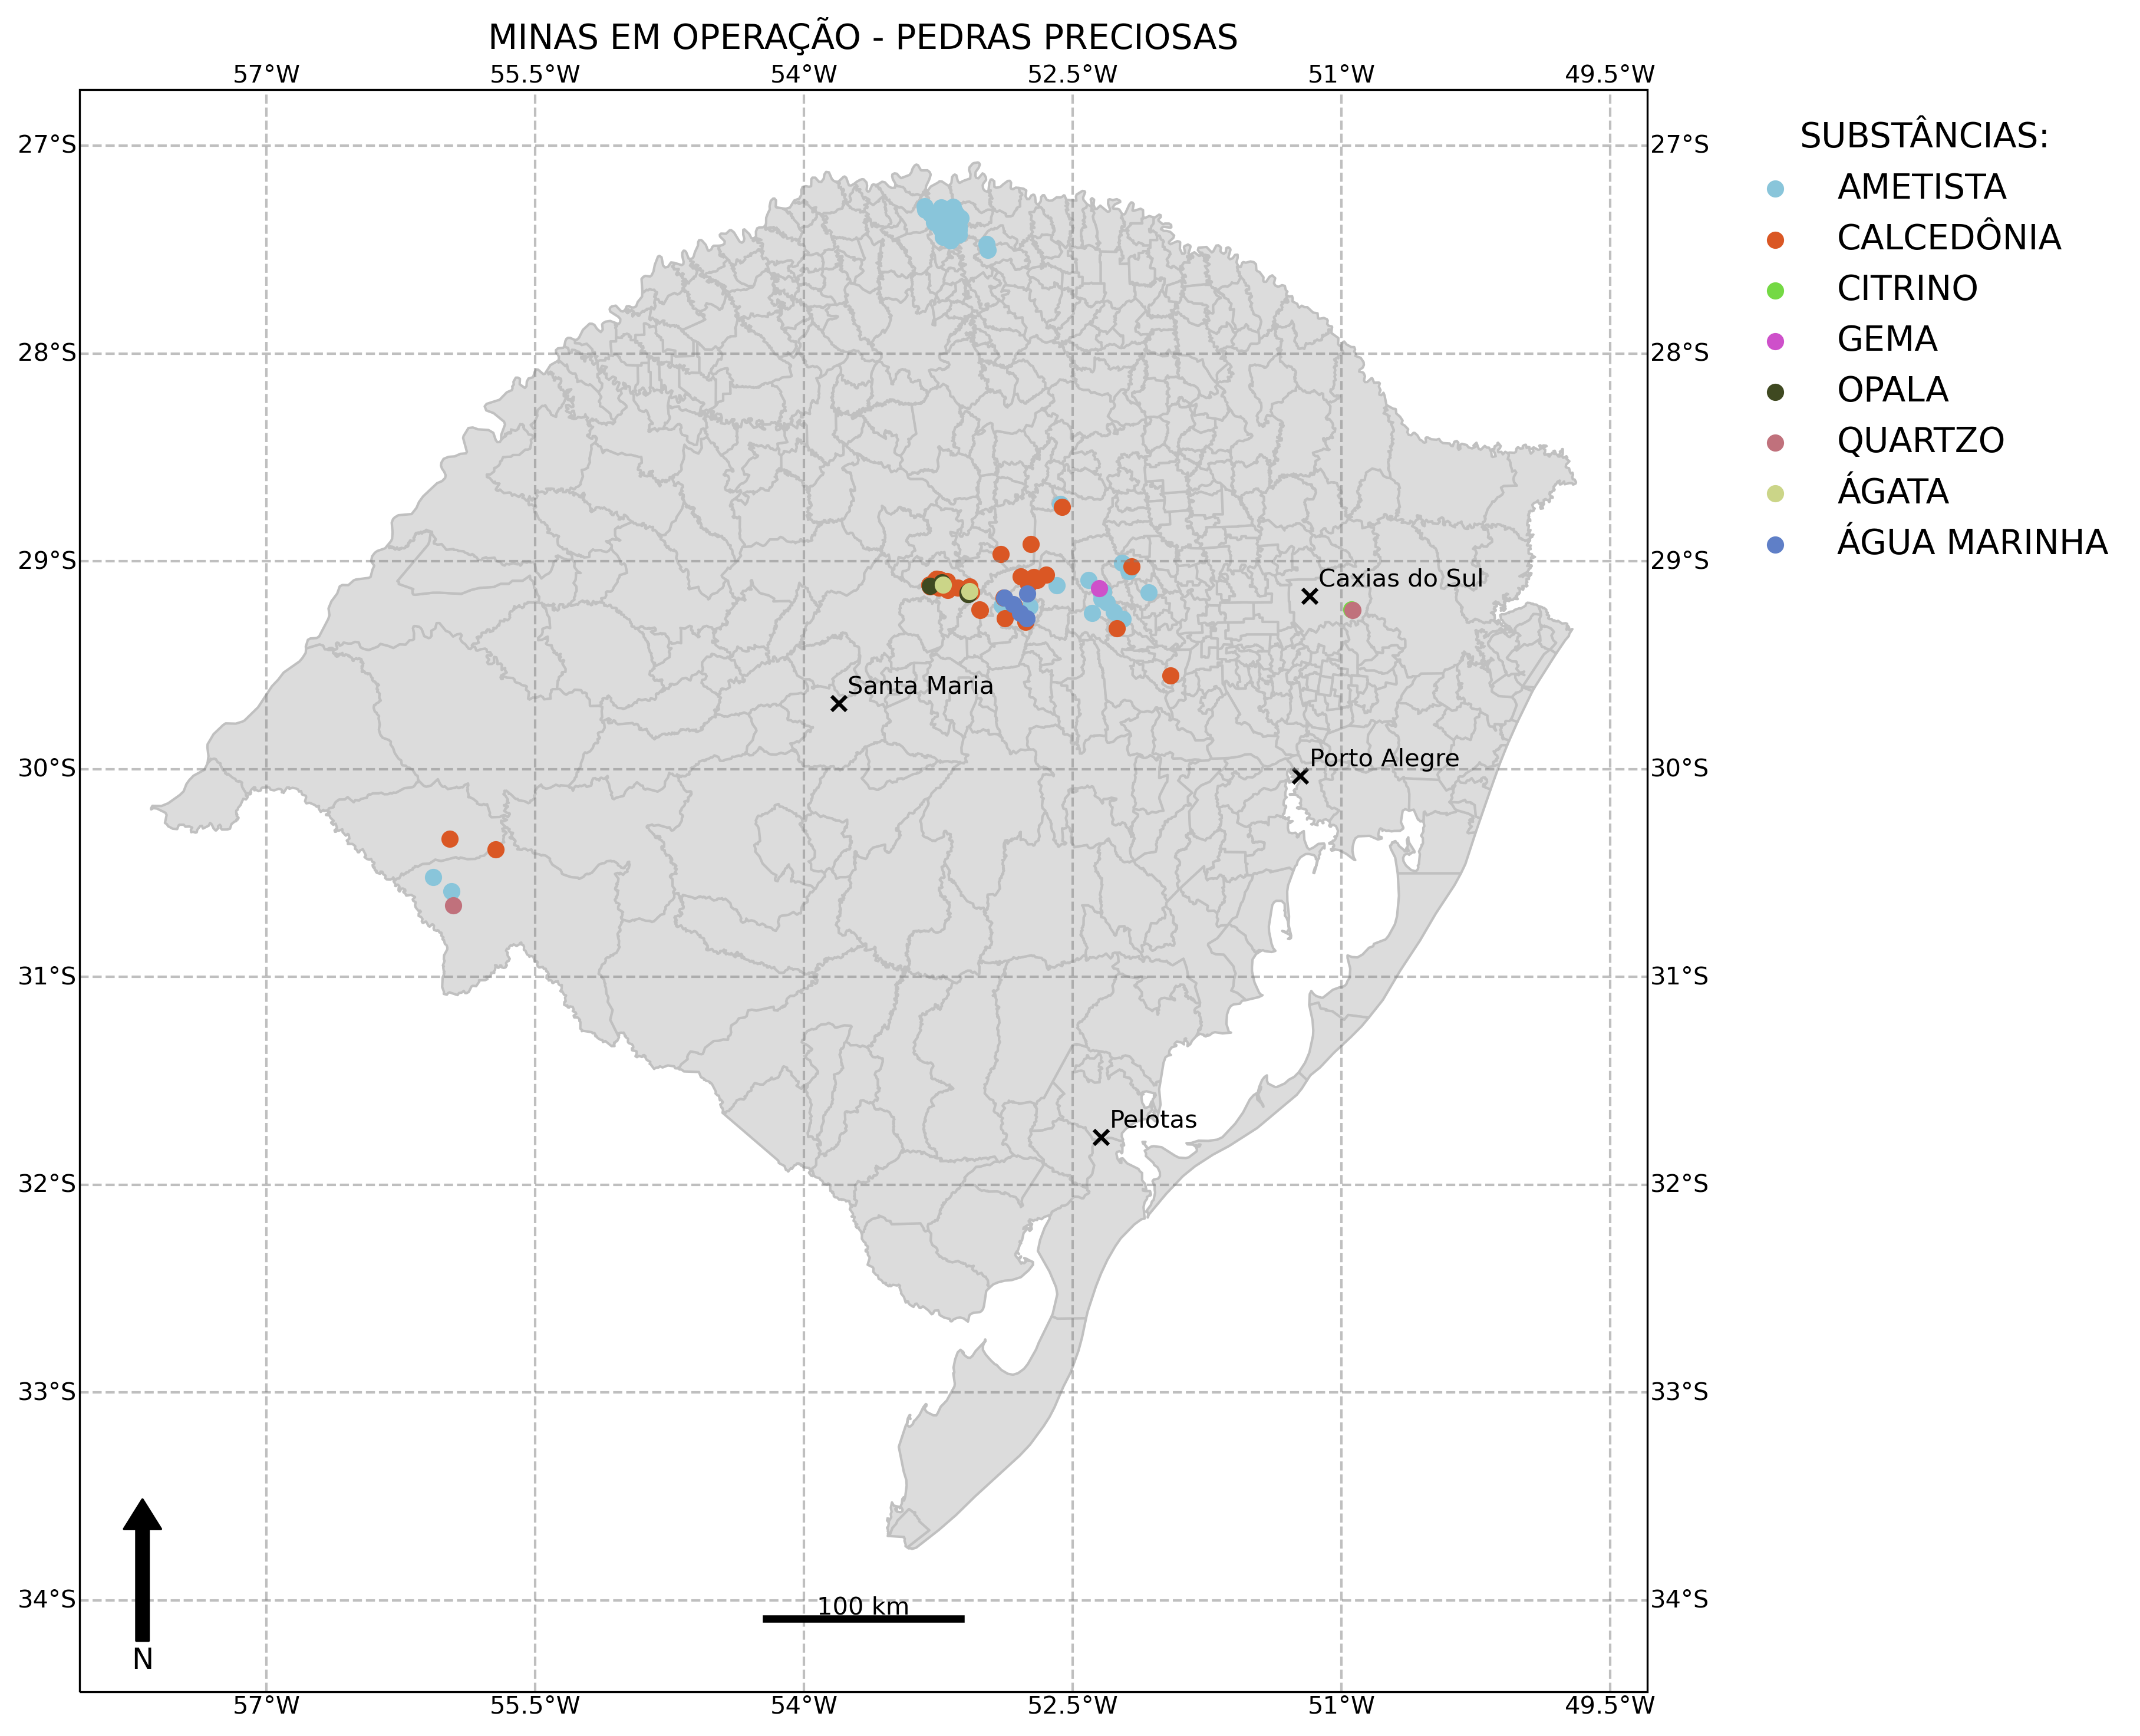 MINAS EM OPERAÇÃO - PEDRAS PRECIOSAS
57°W 55.5°W 54°W 52.5°W 51°W 49.5°W
SUBSTÂNCIAS:
AMETISTA
CALCEDÔNIA
CITRINO
GEMA
OPALA
QUARTZO
ÁGATA
ÁGUA MARINHA
27°S 27°S
28°S 28°S
29°S 29°S
Caxias do Sul
Santa Maria
Porto Alegre
30°S 30°S
31°S 31°S
Pelotas
32°S 32°S
33°S 33°S
34°S 34°S
100 km
N
57°W 55.5°W 54°W 52.5°W 51°W 49.5°W